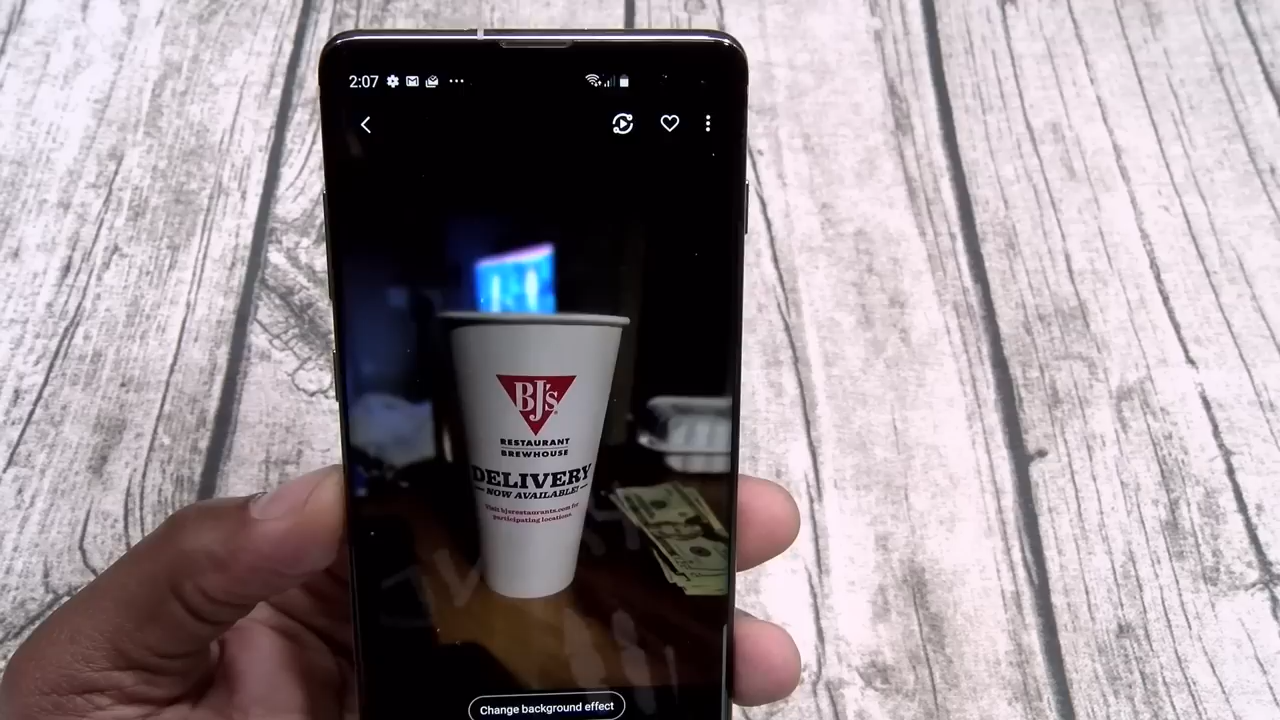 2:07
BJ's
RESTAURANT
BREWHOUSE
DELIVERY
NOW AVAILABLE!
Visit bjsrestaurants.com for
participating locations.
Change background effect